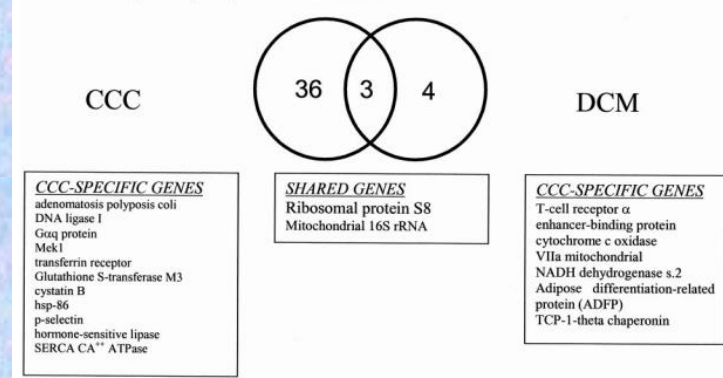 36
3
4
CCC
DCM
CCC-SPECIFIC GENES
adenomatosis polyposis coli
DNA ligase I
Gαq protein
Mek1
transferrin receptor
Glutathione S-transferase M3
cystatin B
hsp-86
p-selectin
hormone-sensitive lipase
SERCA CA⁺⁺ ATPase
SHARED GENES
Ribosomal protein S8
Mitochondrial 16S rRNA
CCC-SPECIFIC GENES
T-cell receptor α
enhancer-binding protein
cytochrome c oxidase
VIIa mitochondrial
NADH dehydrogenase s.2
Adipose differentiation-related
protein (ADFP)
TCP-1-theta chaperonin